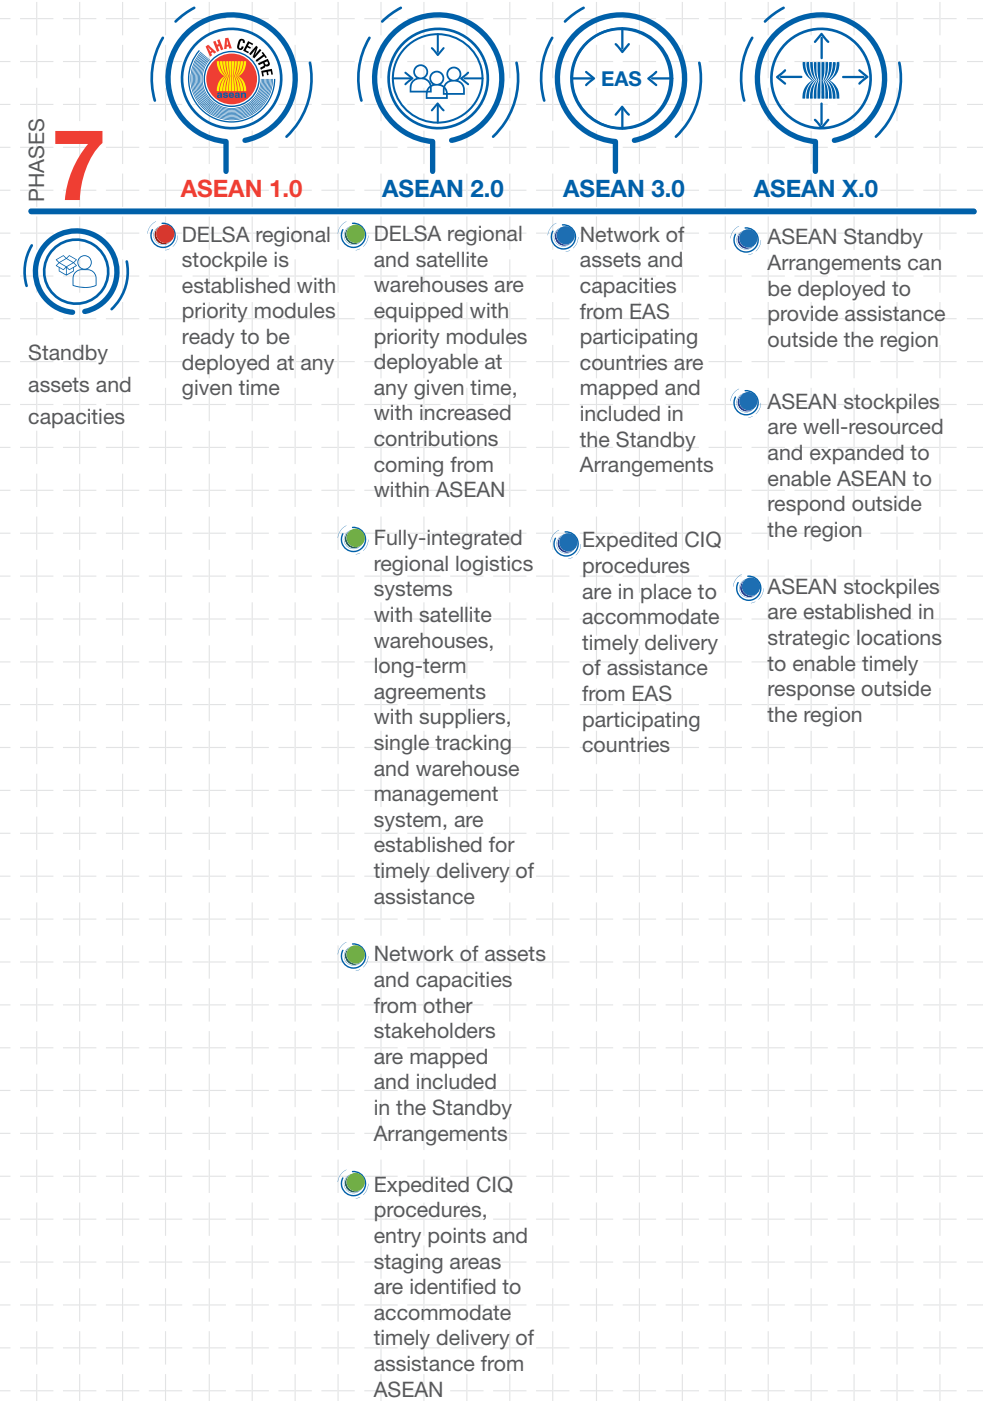 PHASES
7
AHA CENTRE
asean
EAS
ASEAN 1.0
ASEAN 2.0
ASEAN 3.0
ASEAN X.0
Standby
assets and
capacities
DELSA regional
stockpile is
established with
priority modules
ready to be
deployed at any
given time
DELSA regional
and satellite
warehouses are
equipped with
priority modules
deployable at
any given time,
with increased
contributions
coming from
within ASEAN
Fully-integrated
regional logistics
systems
with satellite
warehouses,
long-term
agreements
with suppliers,
single tracking
and warehouse
management
system, are
established for
timely delivery of
assistance
Network of assets
and capacities
from other
stakeholders
are mapped
and included
in the Standby
Arrangements
Expedited CIQ
procedures,
entry points and
staging areas
are identified to
accommodate
timely delivery of
assistance from
ASEAN
Network of
assets and
capacities
from EAS
participating
countries are
mapped and
included in
the Standby
Arrangements
Expedited CIQ
procedures
are in place to
accommodate
timely delivery
of assistance
from EAS
participating
countries
ASEAN Standby
Arrangements can
be deployed to
provide assistance
outside the region
ASEAN stockpiles
are well-resourced
and expanded to
enable ASEAN to
respond outside
the region
ASEAN stockpiles
are established in
strategic locations
to enable timely
response outside
the region